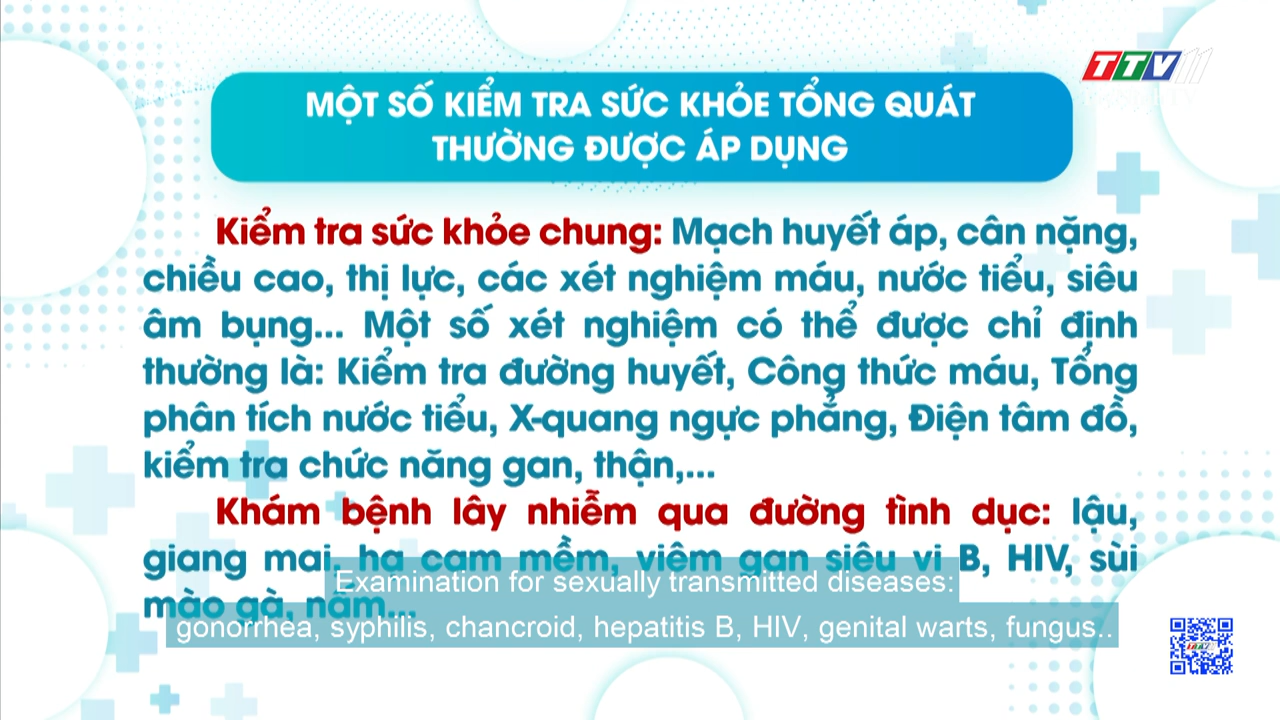 TTV11
MỘT SỐ KIỂM TRA SỨC KHỎE TỔNG QUÁT
THƯỜNG ĐƯỢC ÁP DỤNG
Kiểm tra sức khỏe chung: Mạch huyết áp, cân nặng,
chiều cao, thị lực, các xét nghiệm máu, nước tiểu, siêu
âm bụng... Một số xét nghiệm có thể được chỉ định
thường là: Kiểm tra đường huyết, Công thức máu, Tổng
phân tích nước tiểu, X-quang ngực phẳng, Điện tâm đồ,
kiểm tra chức năng gan, thận,...
Khám bệnh lây nhiễm qua đường tình dục: lậu,
giang mai, hạ cam mềm, viêm gan siêu vi B, HIV, sùi
mào gà, nấm...
Examination for sexually transmitted diseases:
gonorrhea, syphilis, chancroid, hepatitis B, HIV, genital warts, fungus..